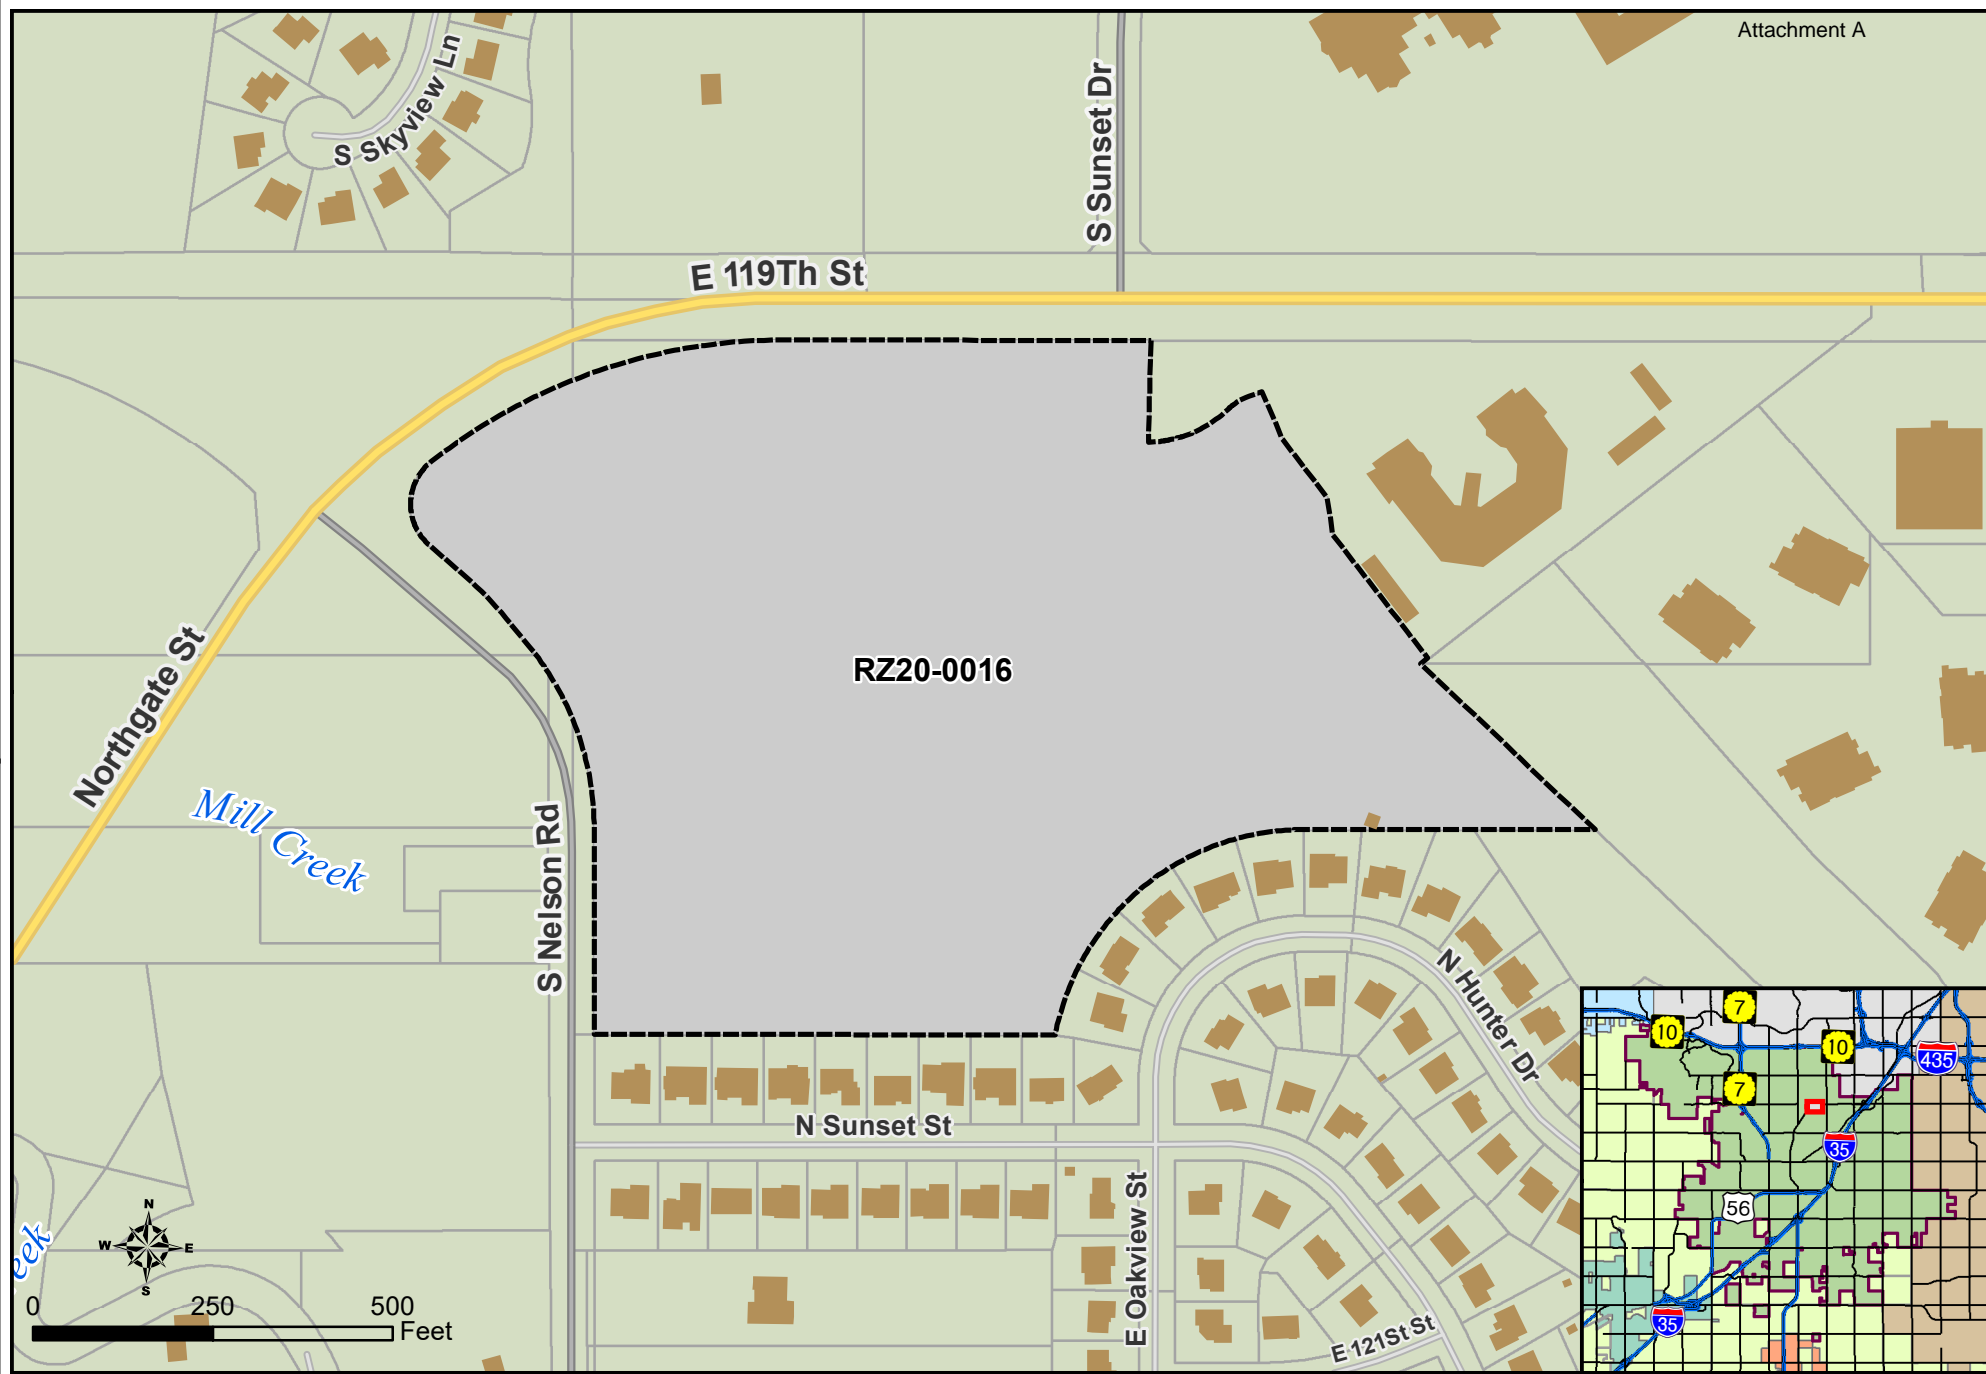 Attachment A
S Skyview Ln
S Sunset Dr
E 119Th St
Northgate St
RZ20-0016
Mill Creek
S Nelson Rd
N Hunter Dr
N Sunset St
E Oakview St
E 121St St
eek
N
W E
S
0 250 500
Feet
7
10
10
435
7
35
56
35